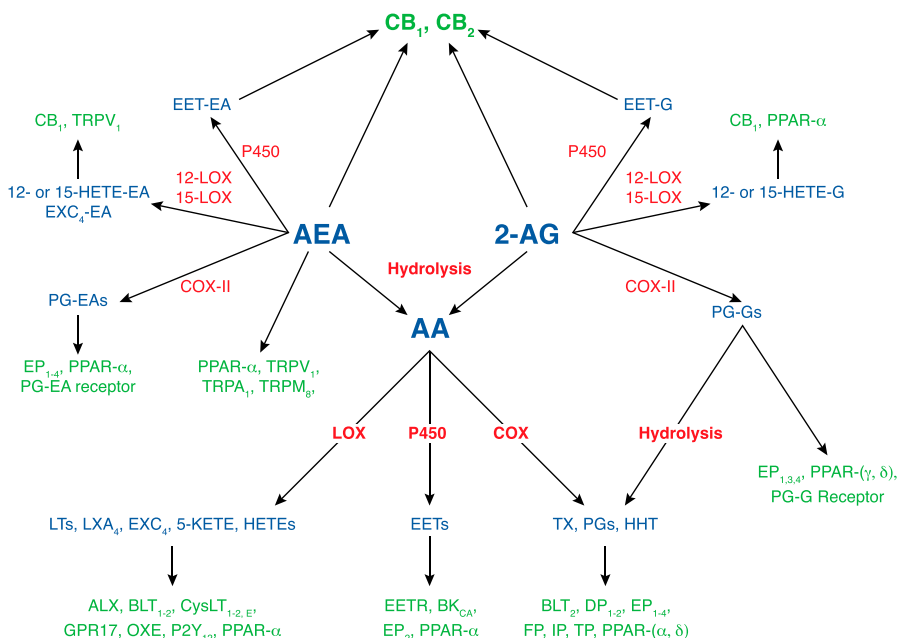 CB1, CB2
EET-EA
EET-G
CB1, TRPV1
CB1, PPAR-α
P450
P450
12-LOX
15-LOX
12-LOX
15-LOX
12- or 15-HETE-EA
EXC4-EA
12- or 15-HETE-G
AEA
2-AG
Hydrolysis
COX-II
COX-II
PG-EAs
PG-Gs
AA
EP1-4, PPAR-α,
PG-EA receptor
PPAR-α, TRPV1,
TRPA1, TRPM8,
LOX
P450
COX
Hydrolysis
EP1,3,4, PPAR-(γ, δ),
PG-G Receptor
LTs, LXA4, EXC4, 5-KETE, HETEs
EETs
TX, PGs, HHT
ALX, BLT1-2, CysLT1-2, E,
GPR17, OXE, P2Y12, PPAR-α
EETR, BKCA,
EP2, PPAR-α
BLT2, DP1-2, EP1-4,
FP, IP, TP, PPAR-(α, δ)